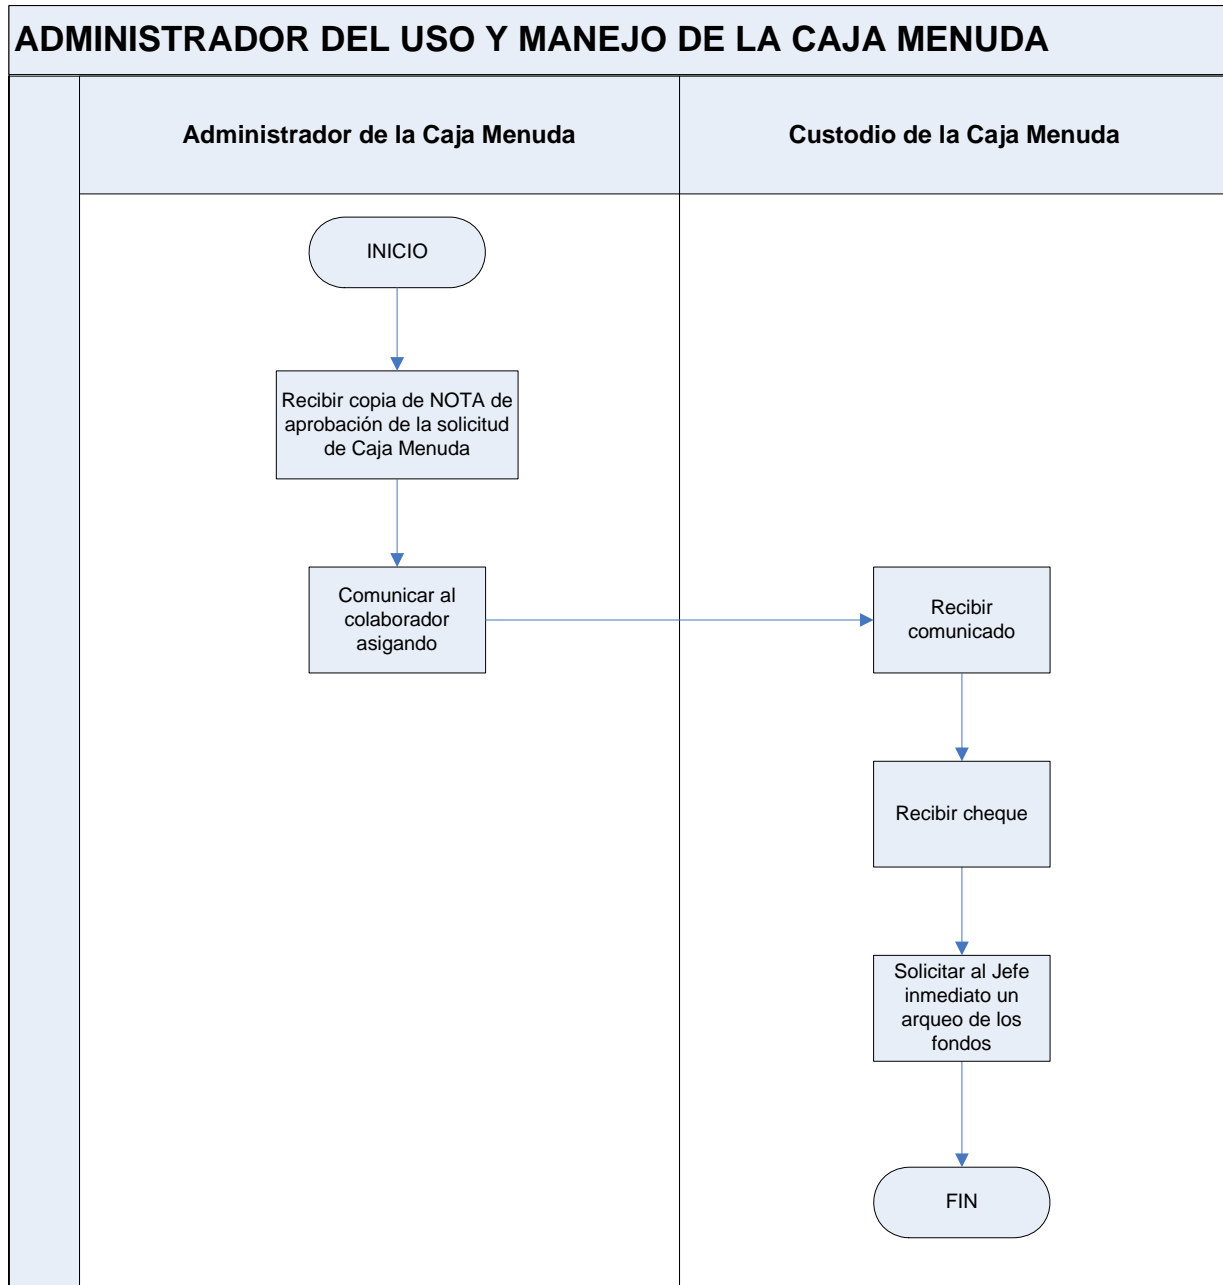 ADMINISTRADOR DEL USO Y MANEJO DE LA CAJA MENUDA
Administrador de la Caja Menuda
Custodio de la Caja Menuda
INICIO
Recibir copia de NOTA de
aprobación de la solicitud
de Caja Menuda
Comunicar al
colaborador
asigando
Recibir
comunicado
Recibir cheque
Solicitar al Jefe
inmediato un
arqueo de los
fondos
FIN